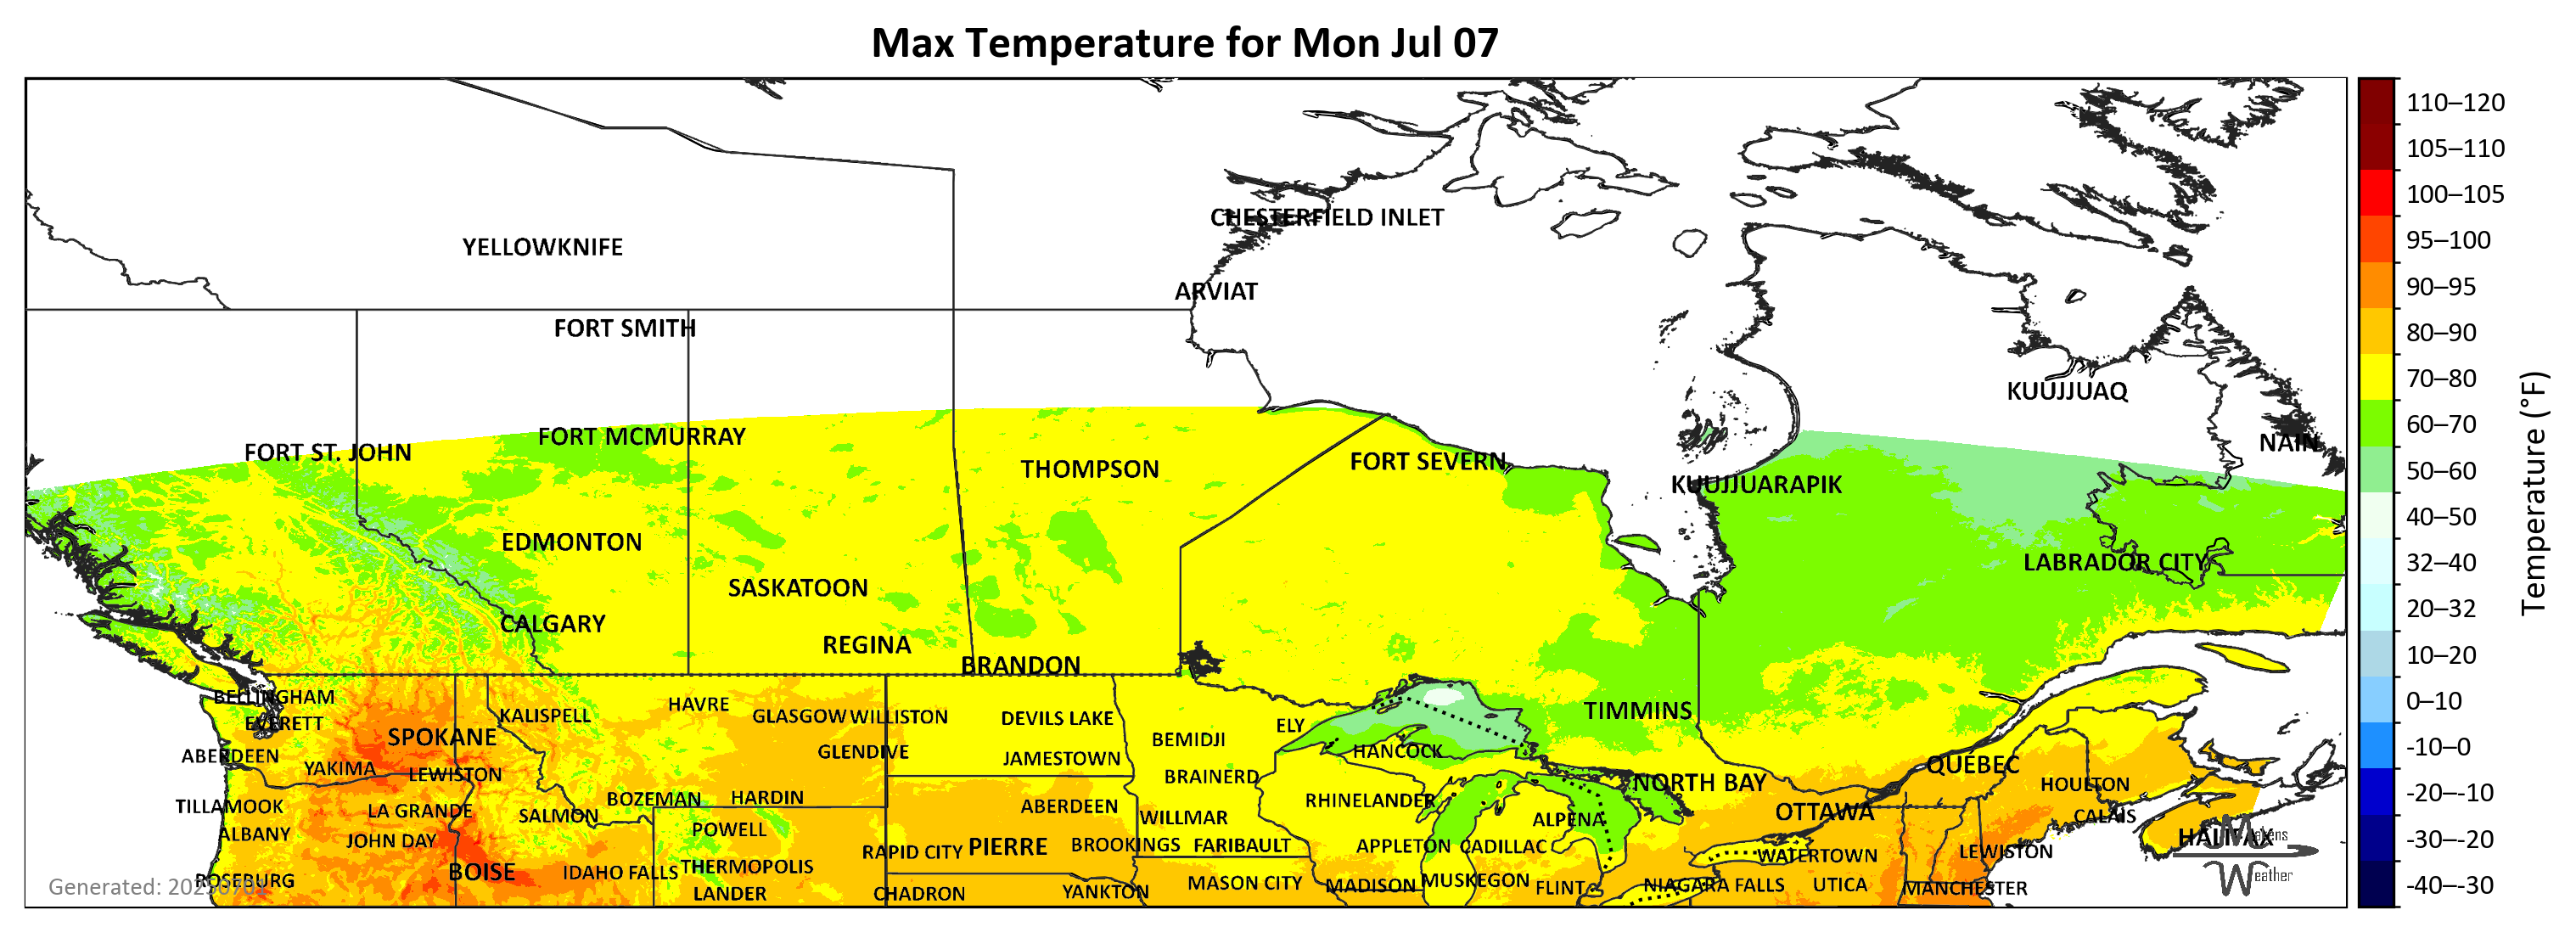 Max Temperature for Mon Jul 07
110–120
105–110
CHESTERFIELD INLET
100–105
YELLOWKNIFE
95–100
ARVIAT
90–95
FORT SMITH
80–90
KUUJJUAQ
70–80
FORT MCMURRAY
60–70
FORT ST. JOHN
NAIN
THOMPSON
FORT SEVERN
50–60
KUUJJUARAPIK
40–50
EDMONTON
LABRADOR CITY
32–40
SASKATOON
20–32
CALGARY
REGINA
BRANDON
10–20
BELLINGHAM
HAVRE
0–10
KALISPELL
GLASGOW WILLISTON
DEVILS LAKE
TIMMINS
EVERETT
ELY
SPOKANE
BEMIDJI
-10–0
ABERDEEN
GLENDIVE
JAMESTOWN
HANCOCK
QUÉBEC
YAKIMA
LEWISTON
BRAINERD
NORTH BAY
HOULTON
-20–-10
BOZEMAN
HARDIN
RHINELANDER
TILLAMOOK
LA GRANDE
SALMON
ABERDEEN
WILLMAR
ALPENA
OTTAWA
CALAIS
ALBANY
JOHN DAY
POWELL
HALIFAX
Makens
-30–-20
RAPID CITY
PIERRE
BROOKINGS
FARIBAULT
APPLETON
CADILLAC
WATERTOWN
LEWISTON
BOISE
IDAHO FALLS
THERMOPOLIS
Weather
ROSEBURG
Generated: 20250701
LANDER
CHADRON
YANKTON
MASON CITY
MADISON
MUSKEGON
FLINT
NIAGARA FALLS
UTICA
MANCHESTER
-40–-30
Temperature (°F)